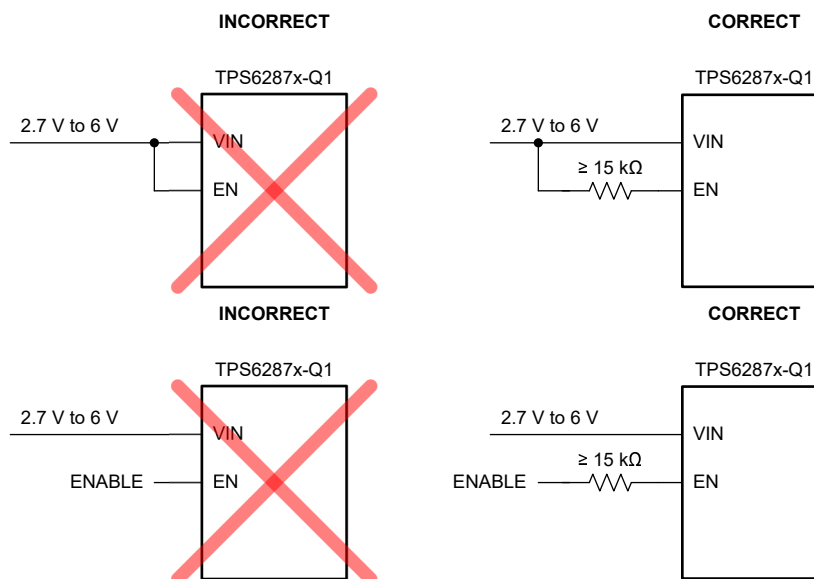 INCORRECT
CORRECT
TPS6287x-Q1
TPS6287x-Q1
2.7 V to 6 V
VIN
2.7 V to 6 V
VIN
≥ 15 kΩ
EN
EN
INCORRECT
CORRECT
TPS6287x-Q1
TPS6287x-Q1
2.7 V to 6 V
VIN
2.7 V to 6 V
VIN
≥ 15 kΩ
ENABLE
EN
ENABLE
EN